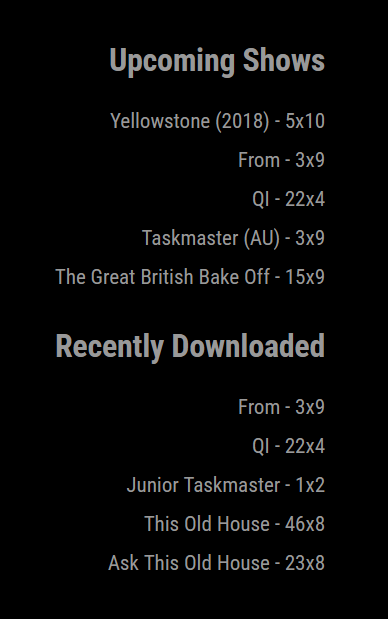 Upcoming Shows
Yellowstone (2018) - 5x10
From - 3x9
QI - 22x4
Taskmaster (AU) - 3x9
The Great British Bake Off - 15x9
Recently Downloaded
From - 3x9
QI - 22x4
Junior Taskmaster - 1x2
This Old House - 46x8
Ask This Old House - 23x8